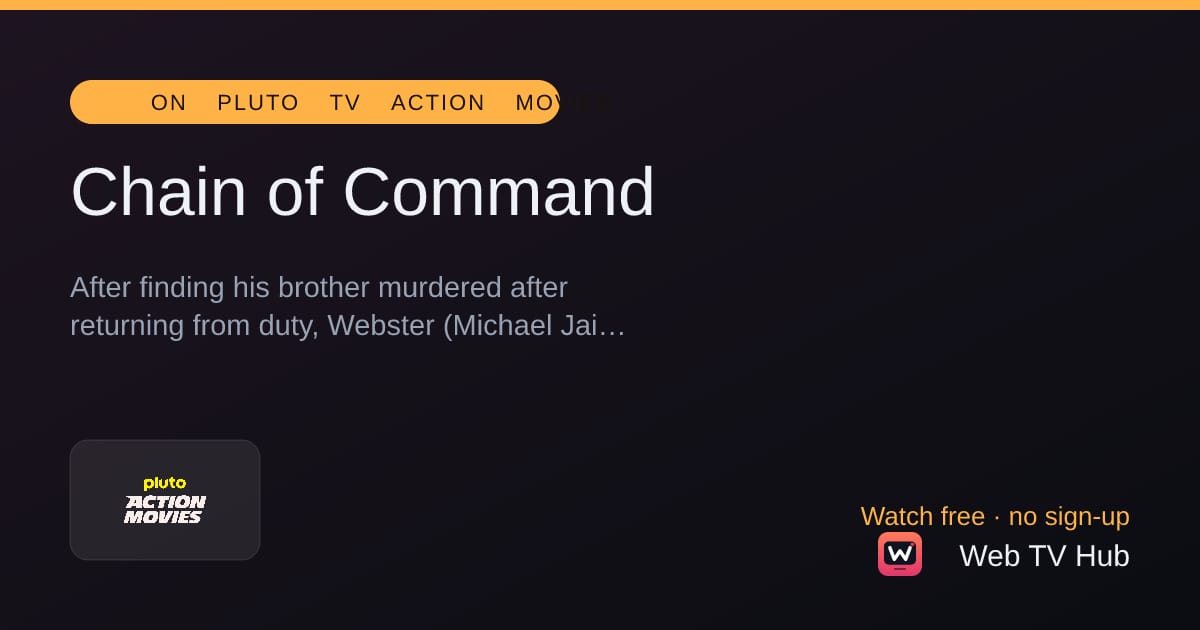 ON PLUTO TV ACTION MOVIES
Chain of Command
After finding his brother murdered after
returning from duty, Webster (Michael Jai…
pluto
ACTION
MOVIES
Watch free · no sign-up
W
Web TV Hub